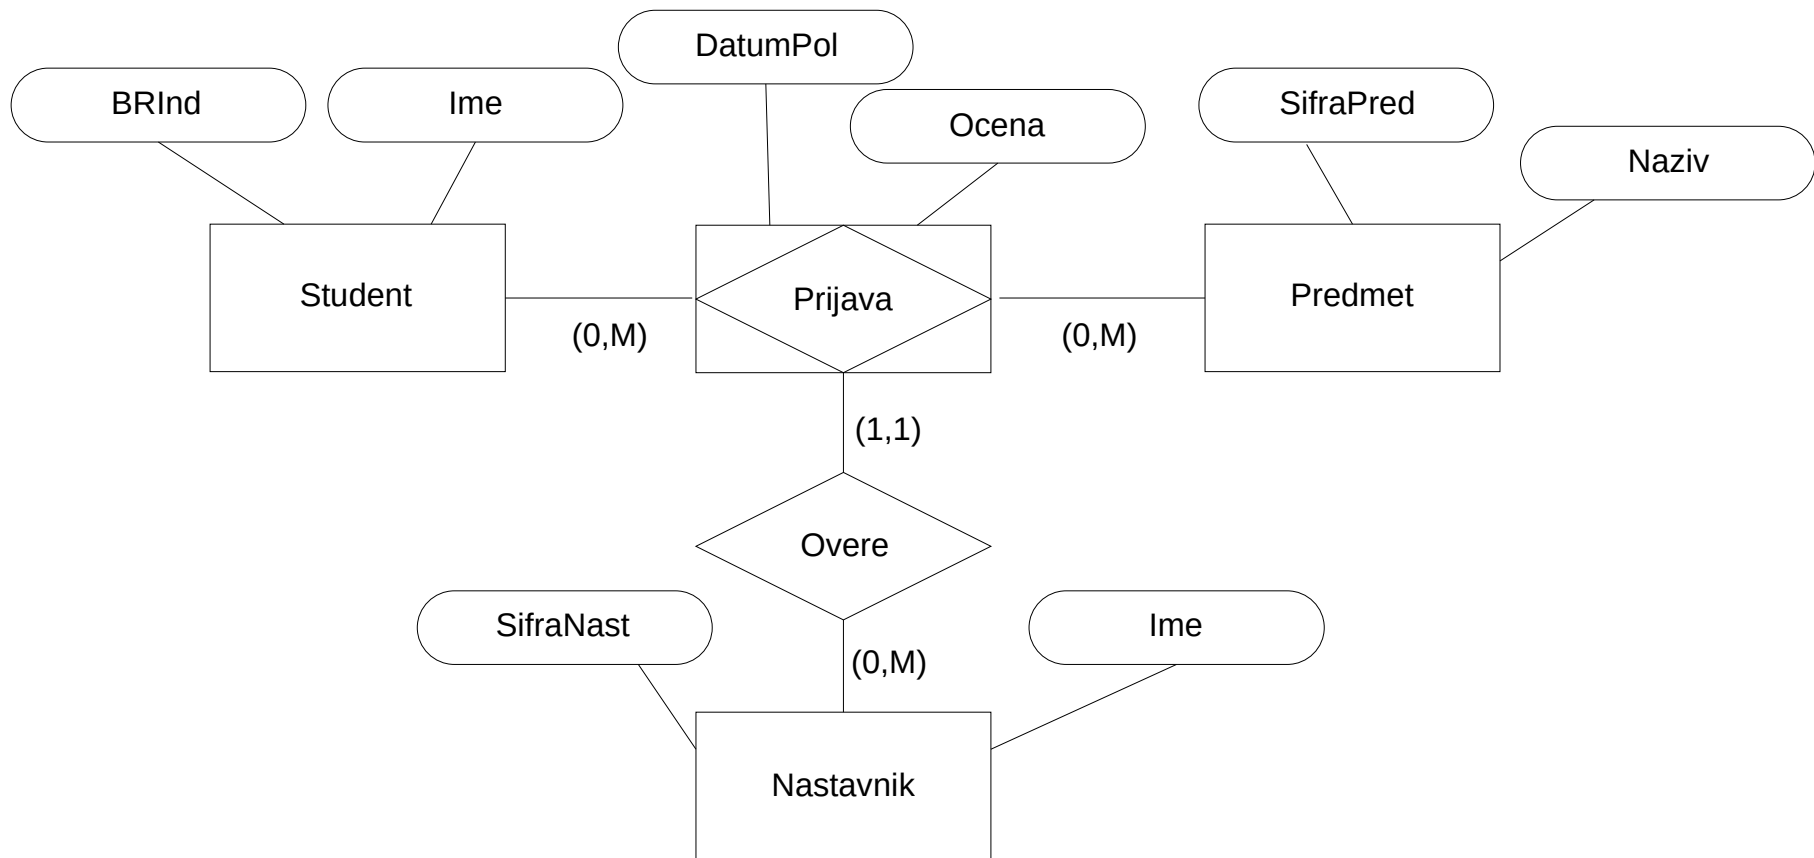 DatumPol
BRInd
Ime
Ocena
SifraPred
Naziv
Student
Prijava
Predmet
(0,M)
(0,M)
(1,1)
Overe
SifraNast
Ime
(0,M)
Nastavnik